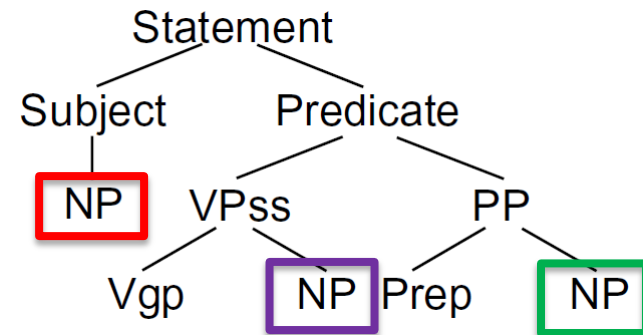 Statement
Subject Predicate
NP VPss PP
Vgp NP Prep NP